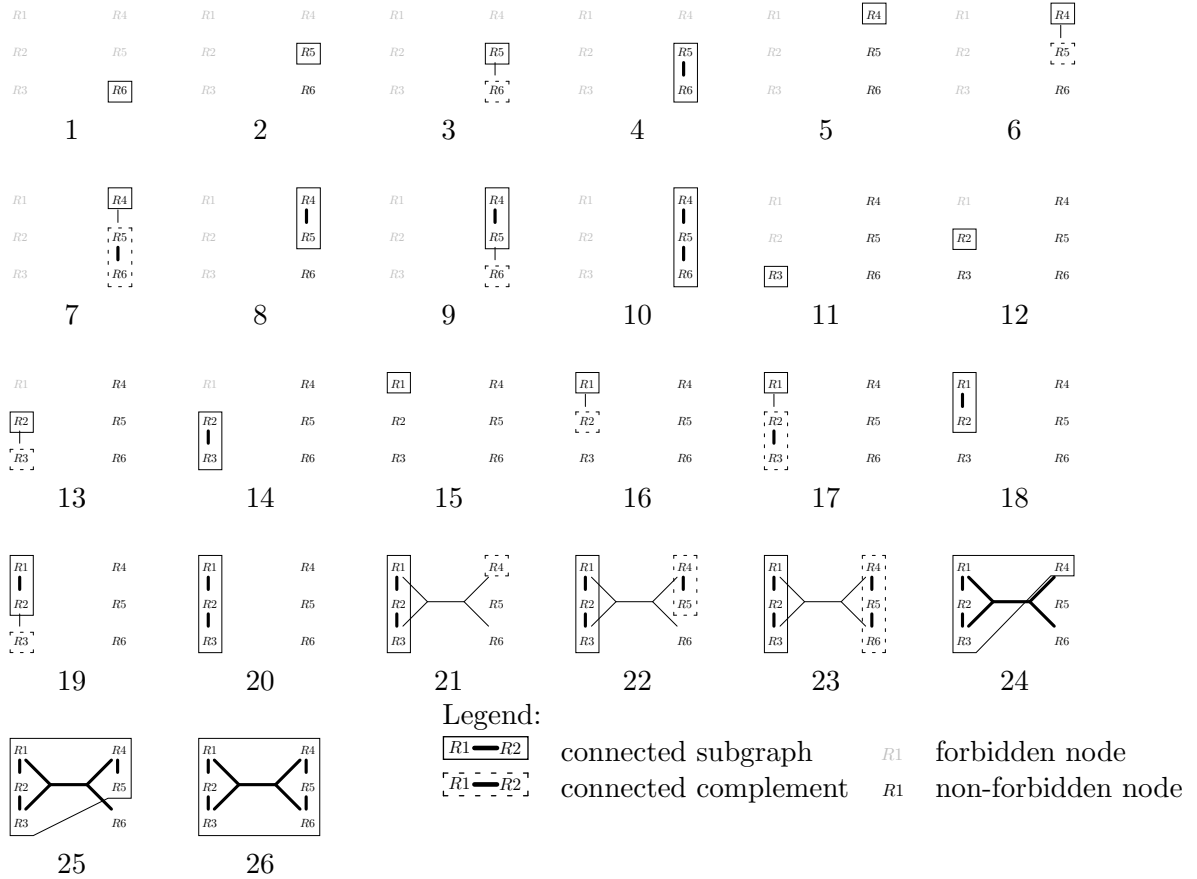 R1 R4 R1 R4 R1 R4 R1 R4 R1 R4 R1 R4
R2 R5 R2 R5 R2 R5 R2 R5 R2 R5 R2 R5
R3 R6 R3 R6 R3 R6 R3 R6 R3 R6 R3 R6
1 2 3 4 5 6
R1 R4 R1 R4 R1 R4 R1 R4 R1 R4 R1 R4
R2 R5 R2 R5 R2 R5 R2 R5 R2 R5 R2 R5
R3 R6 R3 R6 R3 R6 R3 R6 R3 R6 R3 R6
7 8 9 10 11 12
R1 R4 R1 R4 R1 R4 R1 R4 R1 R4 R1 R4
R2 R5 R2 R5 R2 R5 R2 R5 R2 R5 R2 R5
R3 R6 R3 R6 R3 R6 R3 R6 R3 R6 R3 R6
13 14 15 16 17 18
R1 R4 R1 R4 R1 R4 R1 R4 R1 R4 R1 R4
R2 R5 R2 R5 R2 R5 R2 R5 R2 R5 R2 R5
R3 R6 R3 R6 R3 R6 R3 R6 R3 R6 R3 R6
19 20 21 22 23 24
R1 R4 R1 R4
R2 R5 R2 R5
R3 R6 R3 R6
25 26
Legend:
R1 R2 connected subgraph R1 forbidden node
R1 R2 connected complement R1 non-forbidden node